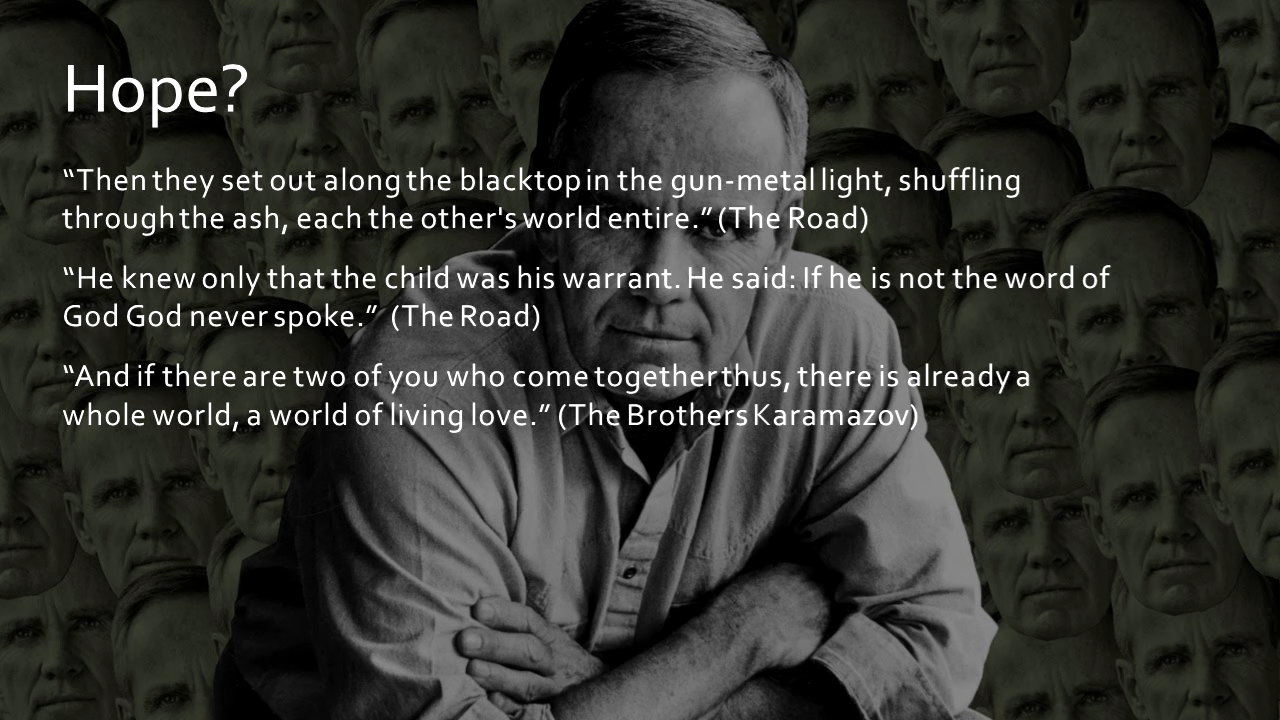 Hope?
“Then they set out along the blacktop in the gun-metal light, shuffling
through the ash, each the other's world entire.” (The Road)
“He knew only that the child was his warrant. He said: If he is not the word of
God God never spoke.”  (The Road)
“And if there are two of you who come together thus, there is already a
whole world, a world of living love.” (The Brothers Karamazov)